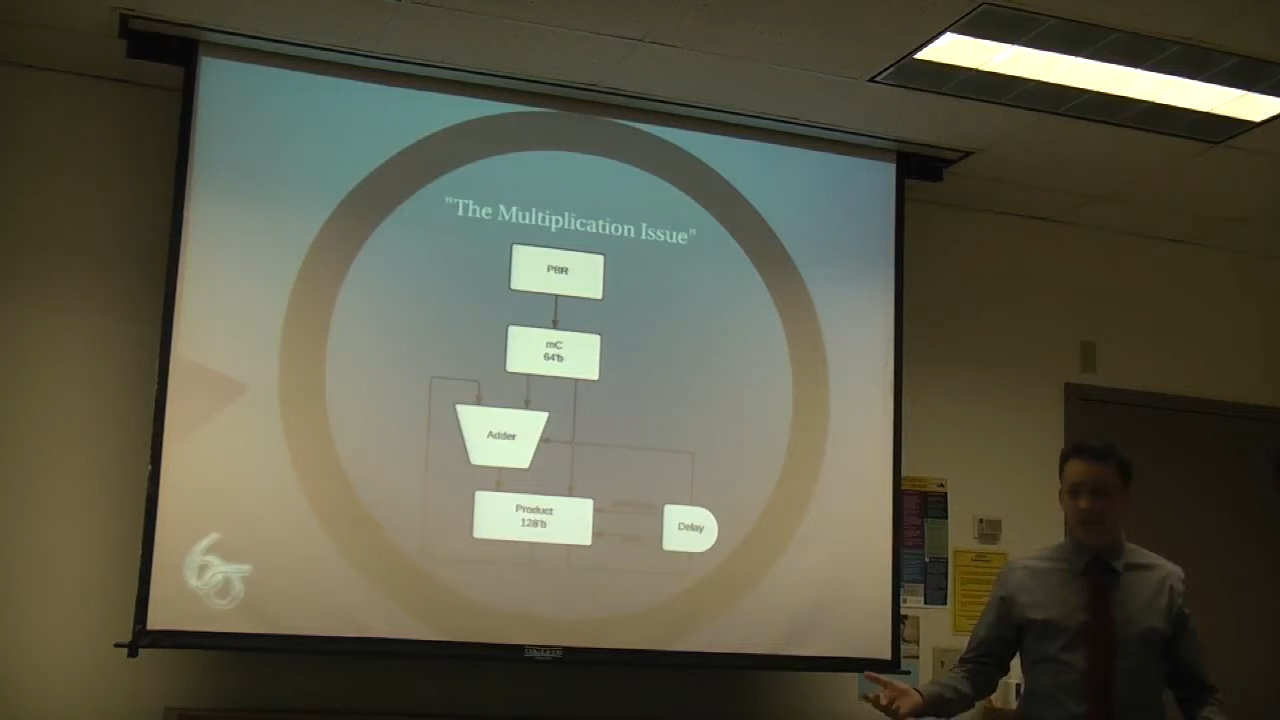 "The Multiplication Issue"
PBR
mC
64'b
Adder
Product
128'b
Delay